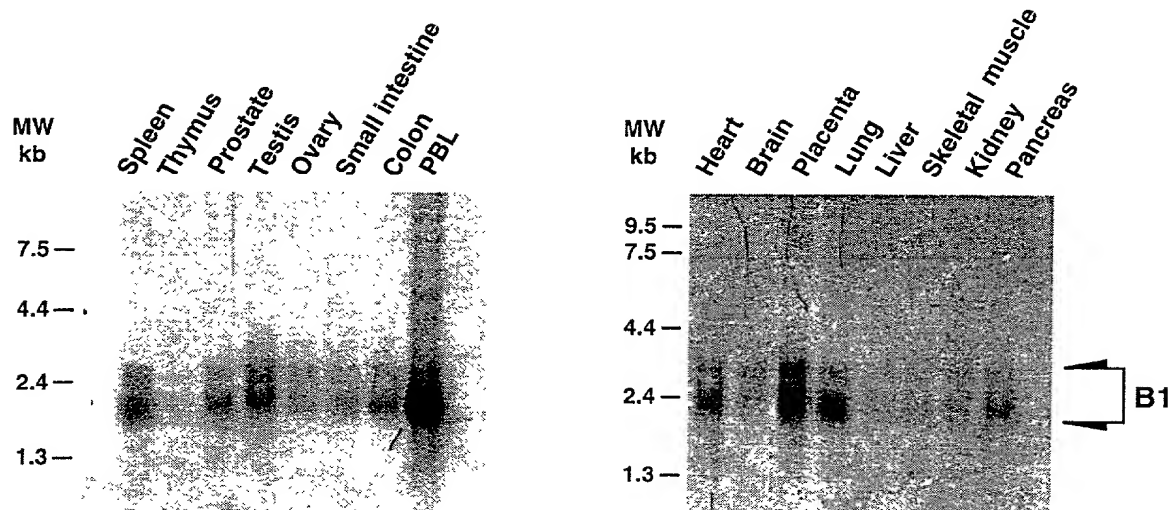 MW
kb
Spleen
Thymus
Prostate
Testis
Ovary
Small intestine
Colon
PBL
7.5
4.4
2.4
1.3
MW
kb
Heart
Brain
Placenta
Lung
Liver
Skeletal muscle
Kidney
Pancreas
9.5
7.5
4.4
2.4
1.3
B1